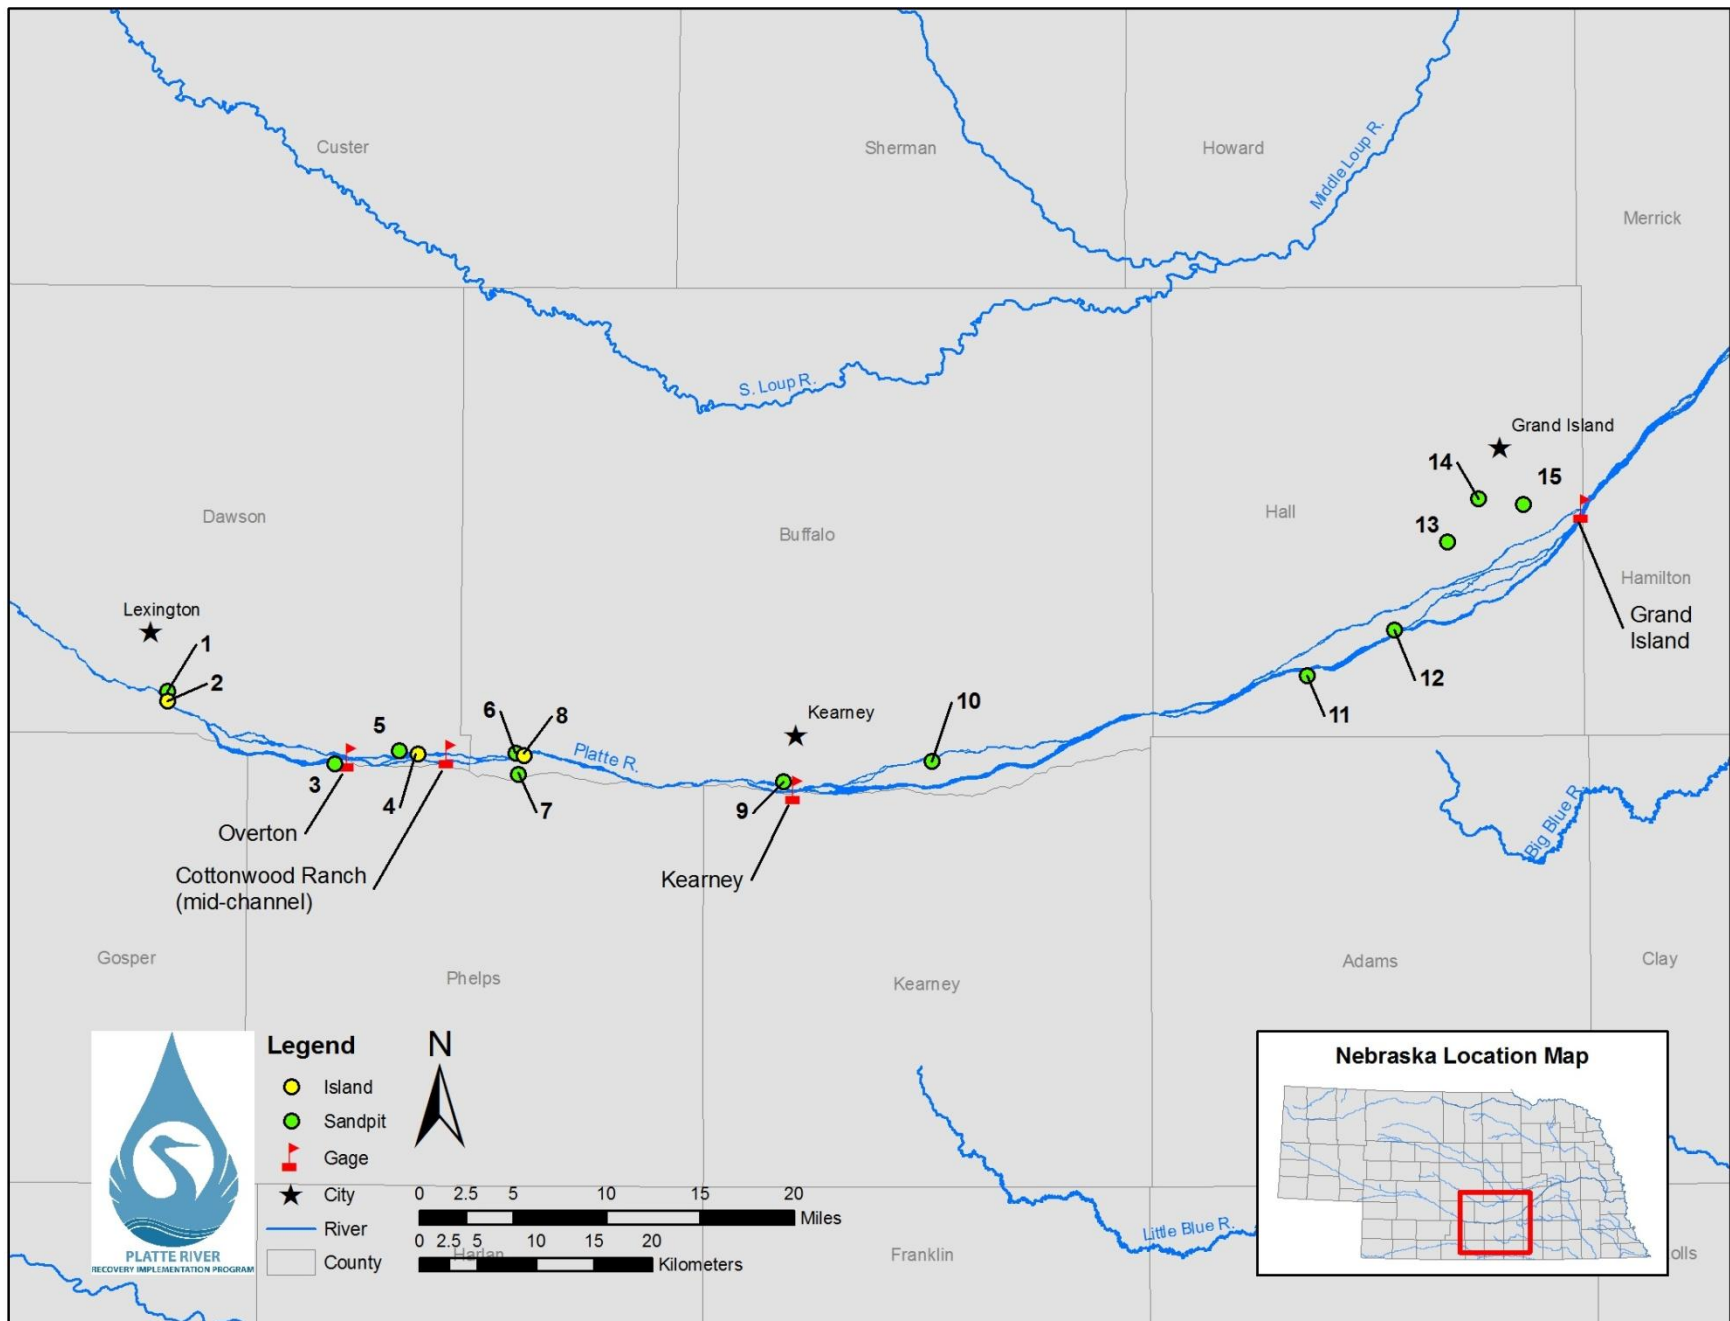 Custer
Sherman
Howard
Middle Loup R.
Merrick
S. Loup R.
Grand Island
14
15
Dawson
Hall
13
Buffalo
Hamilton
Grand
Island
Lexington
1
2
12
11
10
Kearney
5
6
8
Platte R.
3
4
7
9
Overton
Cottonwood Ranch
(mid-channel)
Kearney
Big Blue R.
Gosper
Phelps
Kearney
Adams
Clay
Legend
N
Island
Sandpit
Gage
City
River
County
0 2.5 5 10 15 20
Miles
0 2.5 5 10 15 20
Kilometers
Harlan
Franklin
Little Blue R.
olls
Nebraska Location Map
PLATTE RIVER
RECOVERY IMPLEMENTATION PROGRAM